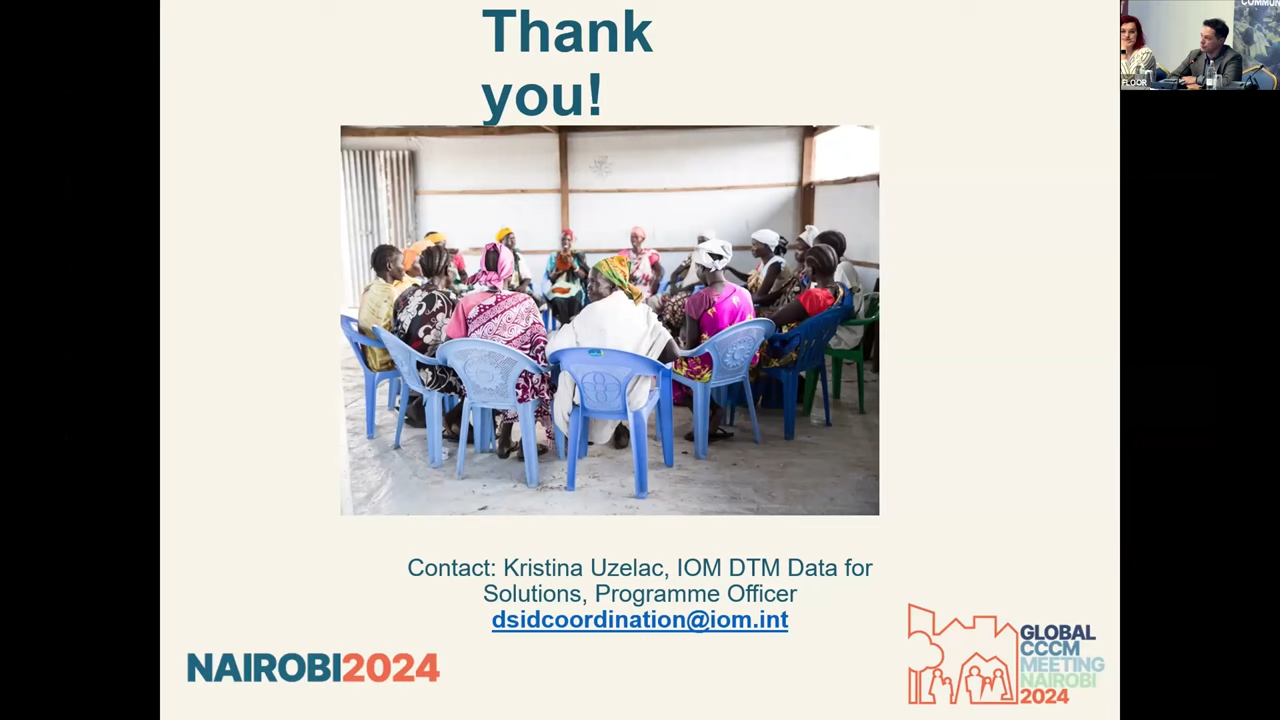 Thank
you!
Contact: Kristina Uzelac, IOM DTM Data for
Solutions, Programme Officer
dsidcoordination@iom.int
NAIROBI2024
GLOBAL
CCCM
MEETING
NAIROBI
2024
FLOOR